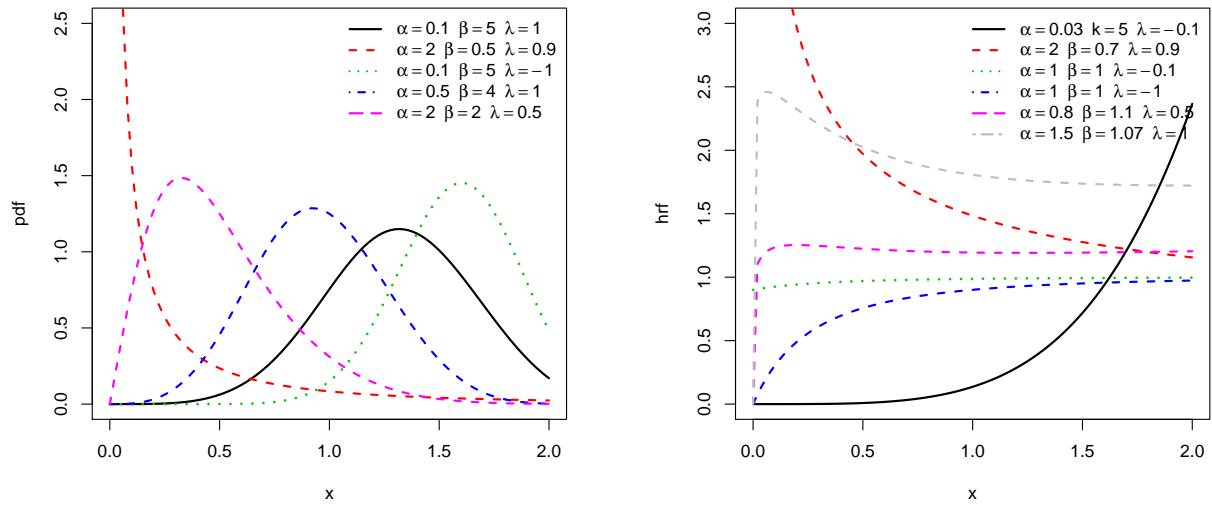 2.5
2.0
1.5
1.0
0.5
0.0
pdf
0.0 0.5 1.0 1.5 2.0
x
α=0.1 β=5 λ=1
α=2 β=0.5 λ=0.9
α=0.1 β=5 λ=−1
α=0.5 β=4 λ=1
α=2 β=2 λ=0.5
3.0
2.5
2.0
1.5
1.0
0.5
0.0
hrf
0.0 0.5 1.0 1.5 2.0
x
α=0.03 k=5 λ=−0.1
α=2 β=0.7 λ=0.9
α=1 β=1 λ=−0.1
α=1 β=1 λ=−1
α=0.8 β=1.1 λ=0.5
α=1.5 β=1.07 λ=1